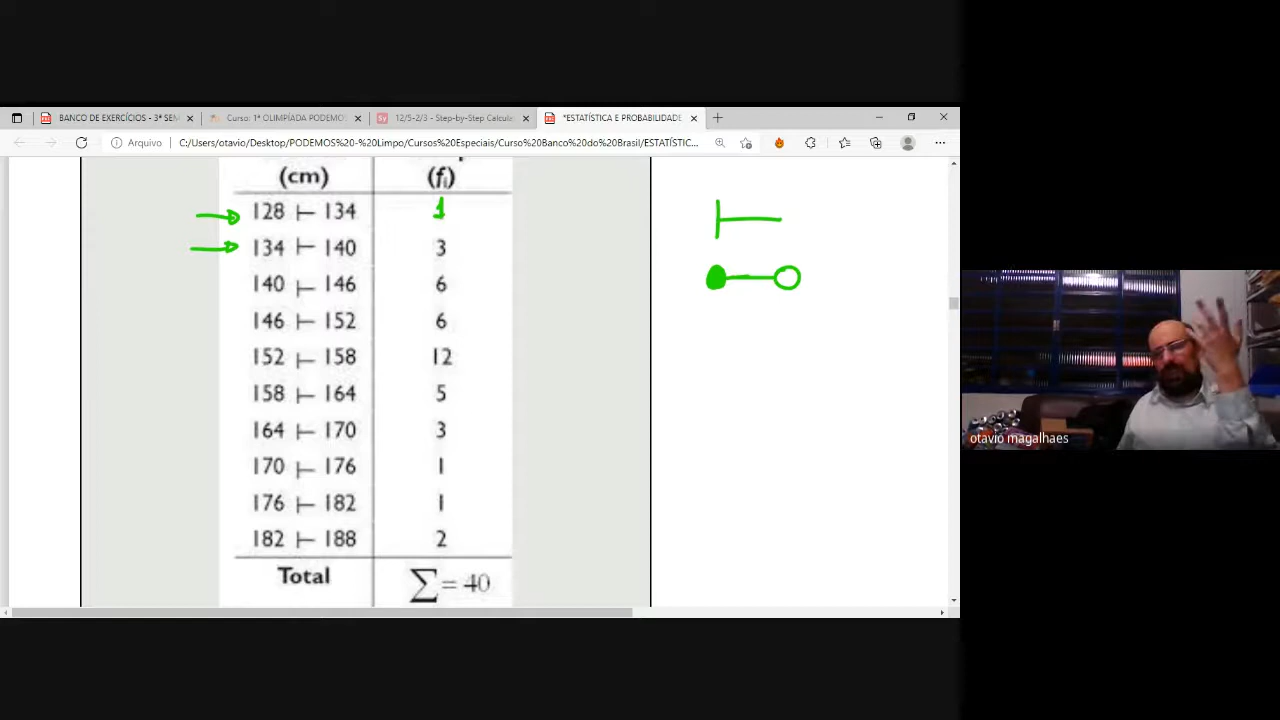 BANCO DE EXERCÍCIOS - 3ª SEM
Curso: 1ª OLIMPÍADA PODEMOS
12/5-2/3 - Step-by-Step Calcula
*ESTATÍSTICA E PROBABILIDADE
Arquivo C:/Users/otavio/Desktop/PODEMOS%20-%20Limpo/Cursos%20Especiais/Curso%20Banco%20do%20Brasil/ESTATÍSTIC...
(cm) (fi)
128 ⊢ 134 1
134 ⊢ 140 3
140 ⊢ 146 6
146 ⊢ 152 6
152 ⊢ 158 12
158 ⊢ 164 5
164 ⊢ 170 3
170 ⊢ 176 1
176 ⊢ 182 1
182 ⊢ 188 2
Total ∑ = 40
otavio magalhaes